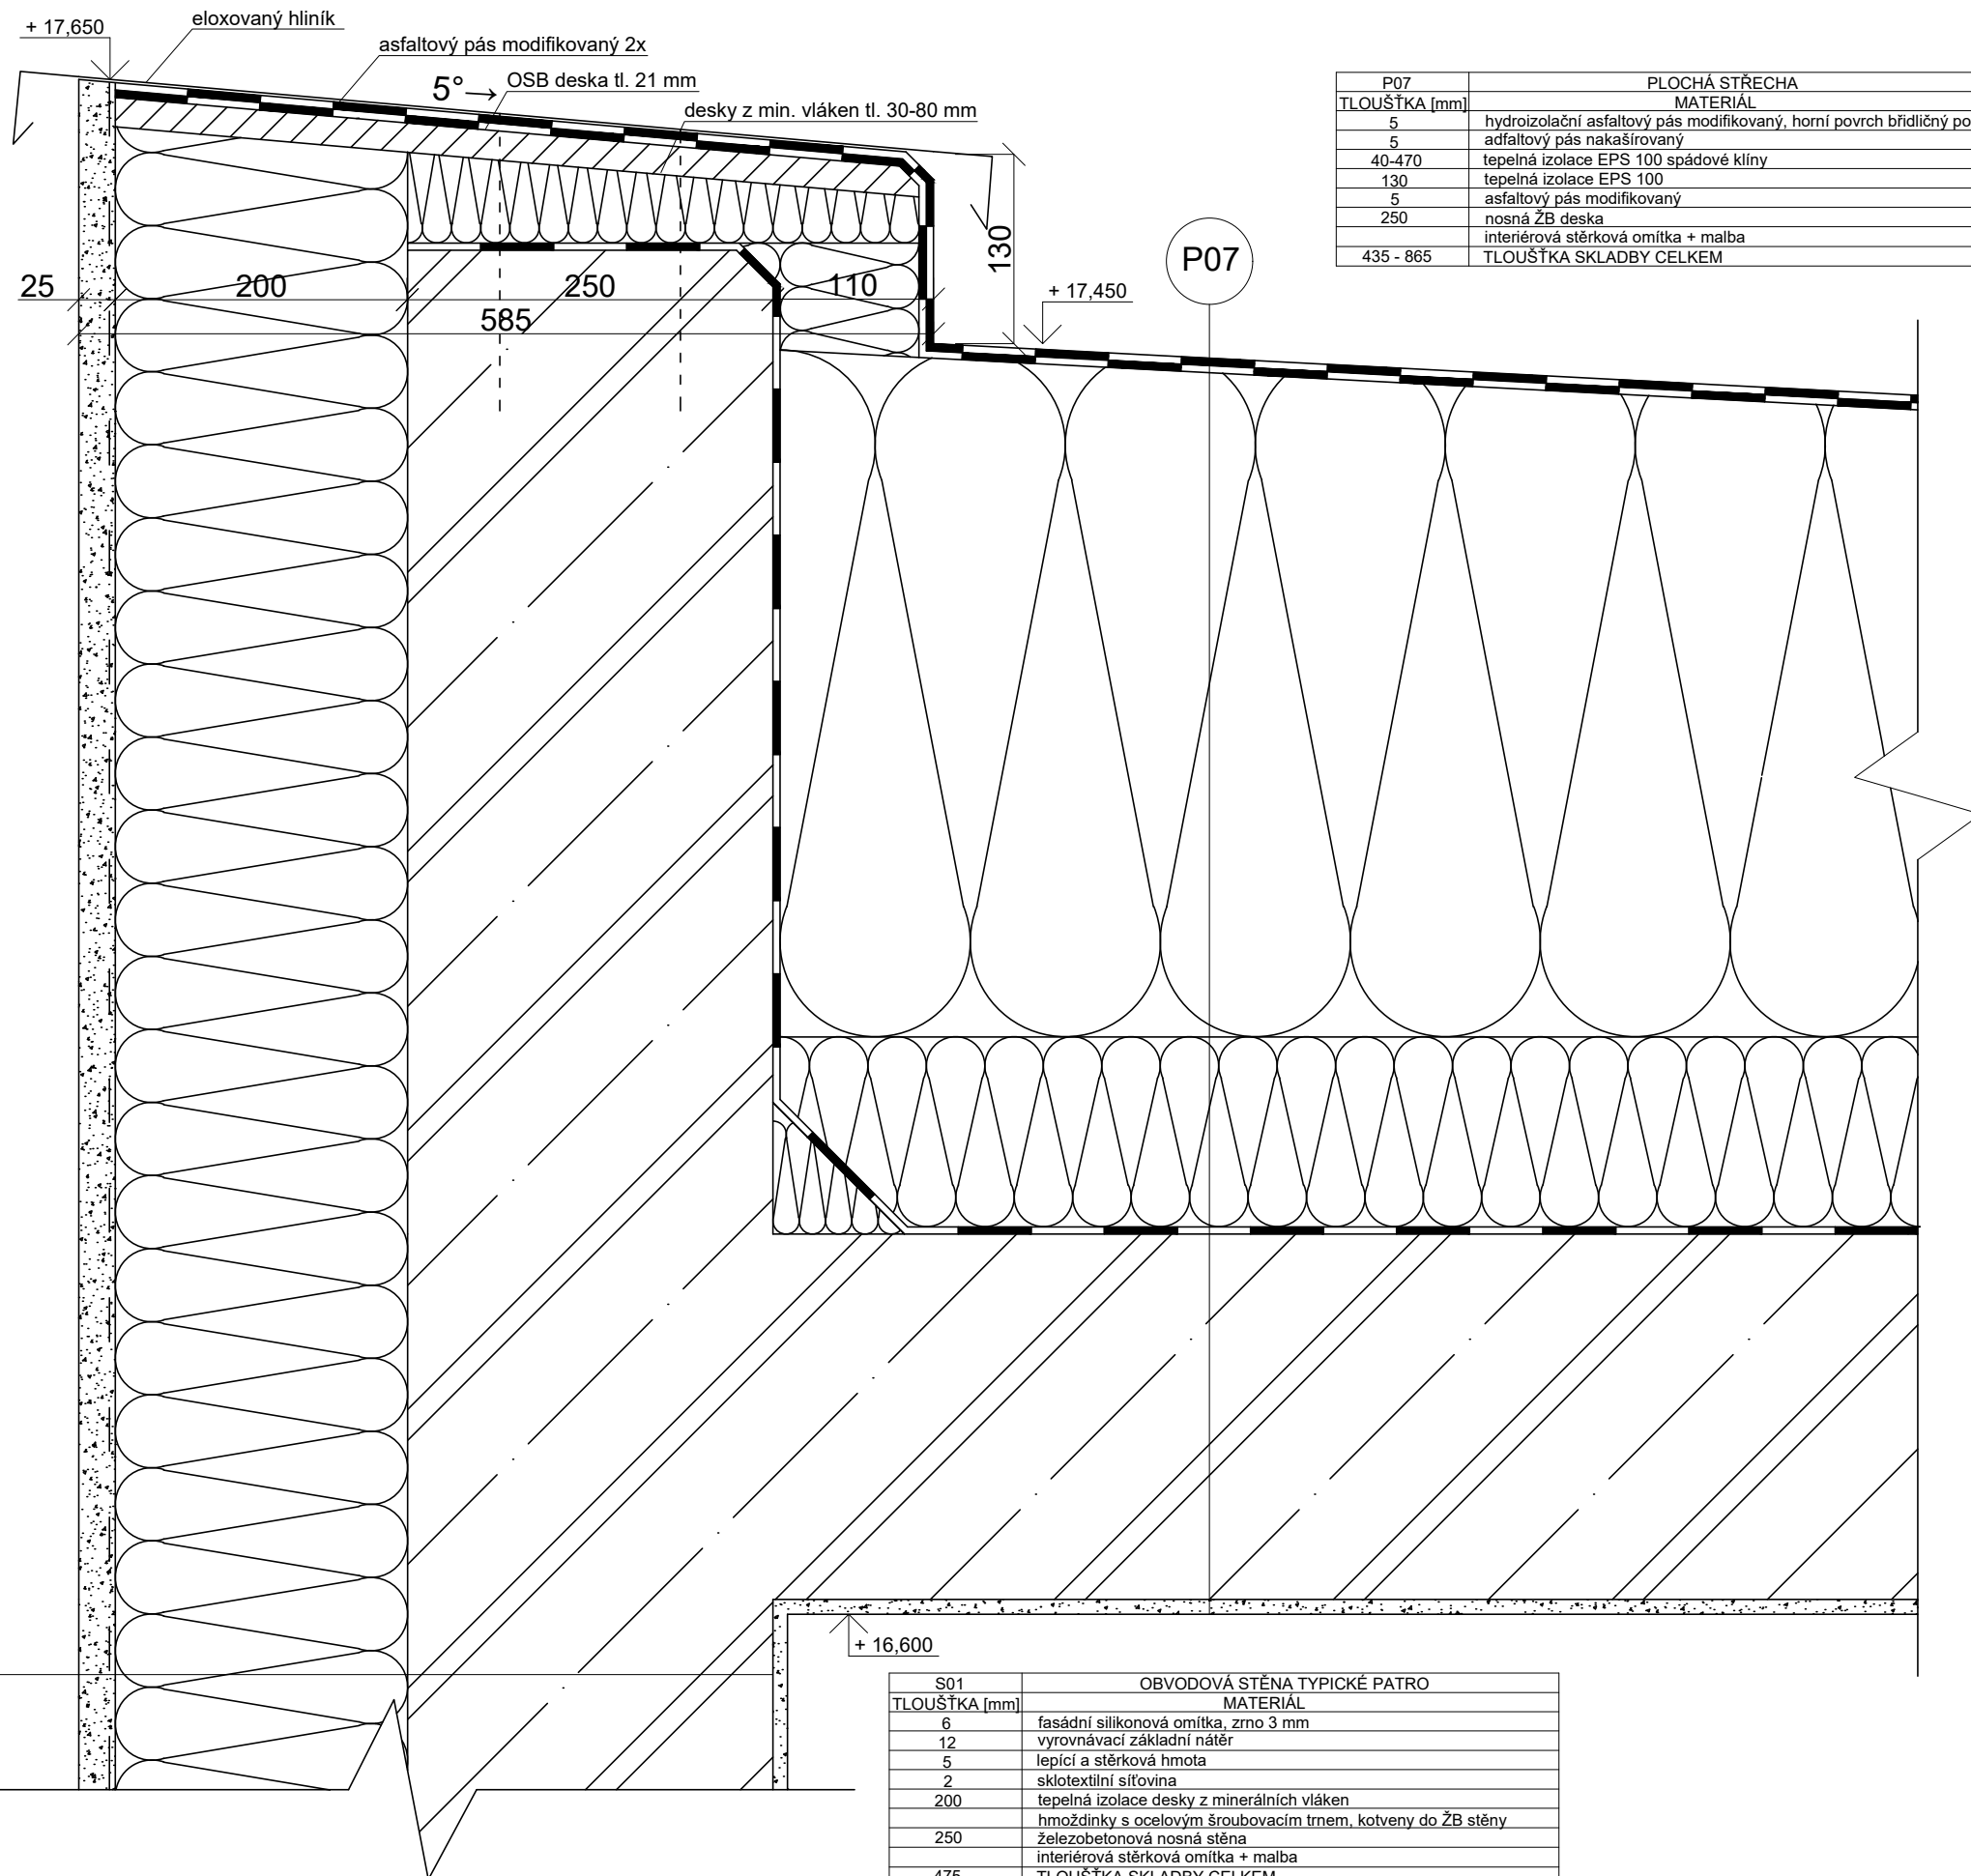 + 17,650
eloxovaný hliník
asfaltový pás modifikovaný 2x
5°→
OSB deska tl. 21 mm
desky z min. vláken tl. 30-80 mm
P07 PLOCHÁ STŘECHA
TLOUŠŤKA [mm] MATERIÁL
5 hydroizolační asfaltový pás modifikovaný, horní povrch břidličný po
5 adfaltový pás nakašírovaný
40-470 tepelná izolace EPS 100 spádové klíny
130 tepelná izolace EPS 100
5 asfaltový pás modifikovaný
250 nosná ŽB deska
interiérová stěrková omítka + malba
435 - 865 TLOUŠŤKA SKLADBY CELKEM
130
P07
+ 17,450
25 200 250 110
585
+ 16,600
S01 OBVODOVÁ STĚNA TYPICKÉ PATRO
TLOUŠŤKA [mm] MATERIÁL
6 fasádní silikonová omítka, zrno 3 mm
12 vyrovnávací základní nátěr
5 lepící a stěrková hmota
2 sklotextilní síťovina
200 tepelná izolace desky z minerálních vláken
hmoždinky s ocelovým šroubovacím trnem, kotveny do ŽB stěny
250 železobetonová nosná stěna
interiérová stěrková omítka + malba
475 TLOUŠŤKA SKLADBY CELKEM